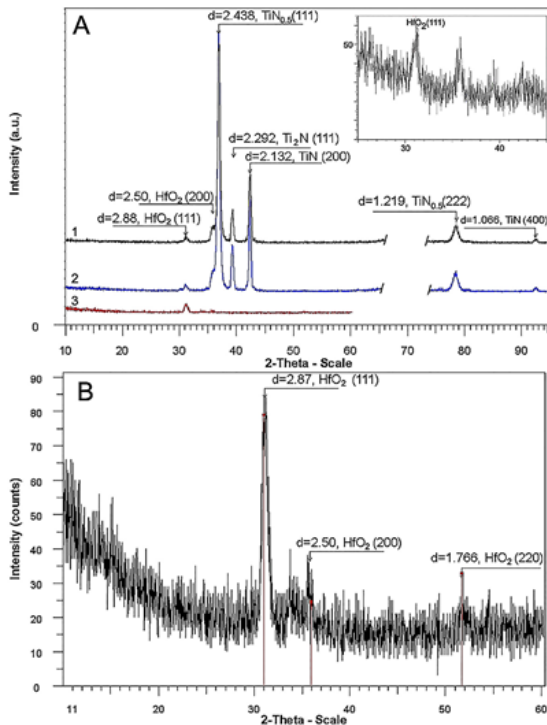 A
d=2.438, TiN0.5(111)
HfO2(111)
50
30
40
d=2.292, Ti2N (111)
d=2.132, TiN (200)
d=2.50, HfO2 (200)
d=2.88, HfO2 (111)
d=1.219, TiN0.5(222)
d=1.066, TiN (400)
1
2
3
0
Intensity (a.u.)
10 20 30 40 50 60 70 80 90
2-Theta - Scale
B
d=2.87, HfO2 (111)
d=2.50, HfO2 (200)
d=1.766, HfO2 (220)
90
80
70
60
50
40
30
20
10
0
Intensity (counts)
11 20 30 40 50 60
2-Theta - Scale